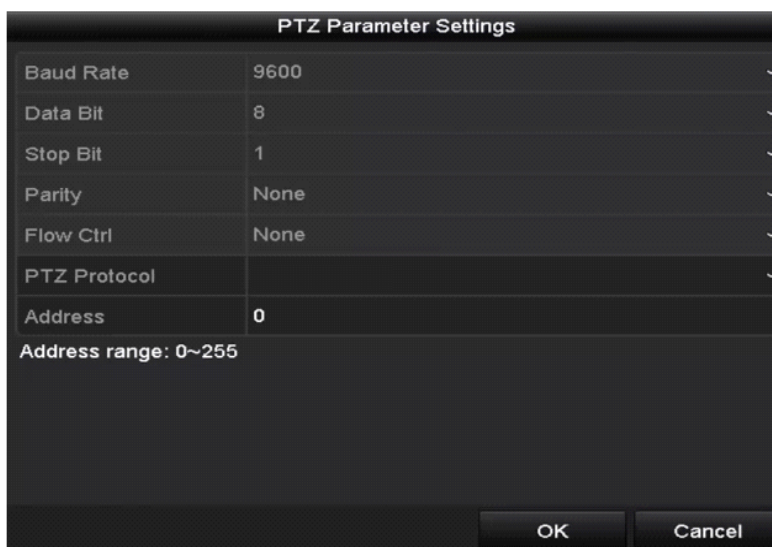 PTZ Parameter Settings
Baud Rate 9600
Data Bit 8
Stop Bit 1
Parity None
Flow Ctrl None
PTZ Protocol
Address 0
Address range: 0~255
OK Cancel